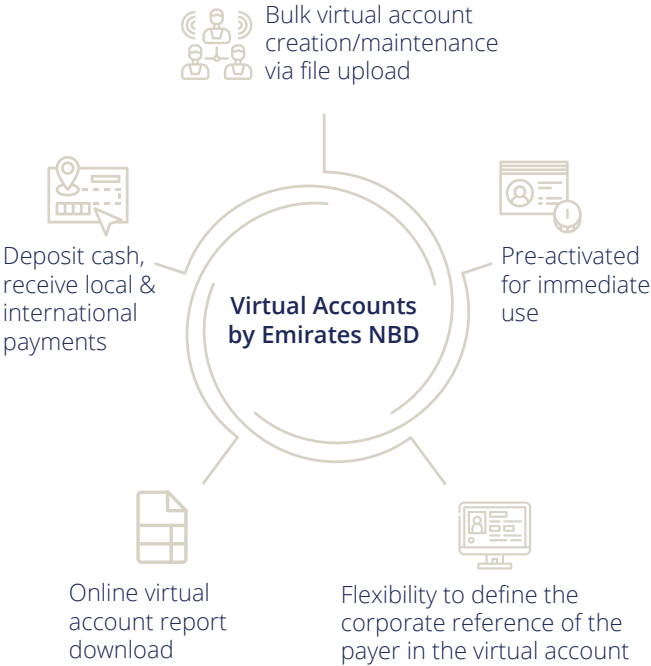 Bulk virtual account
creation/maintenance
via file upload
Deposit cash,
receive local &
international
payments
Virtual Accounts
by Emirates NBD
Pre-activated
for immediate
use
Online virtual
account report
download
Flexibility to define the
corporate reference of the
payer in the virtual account